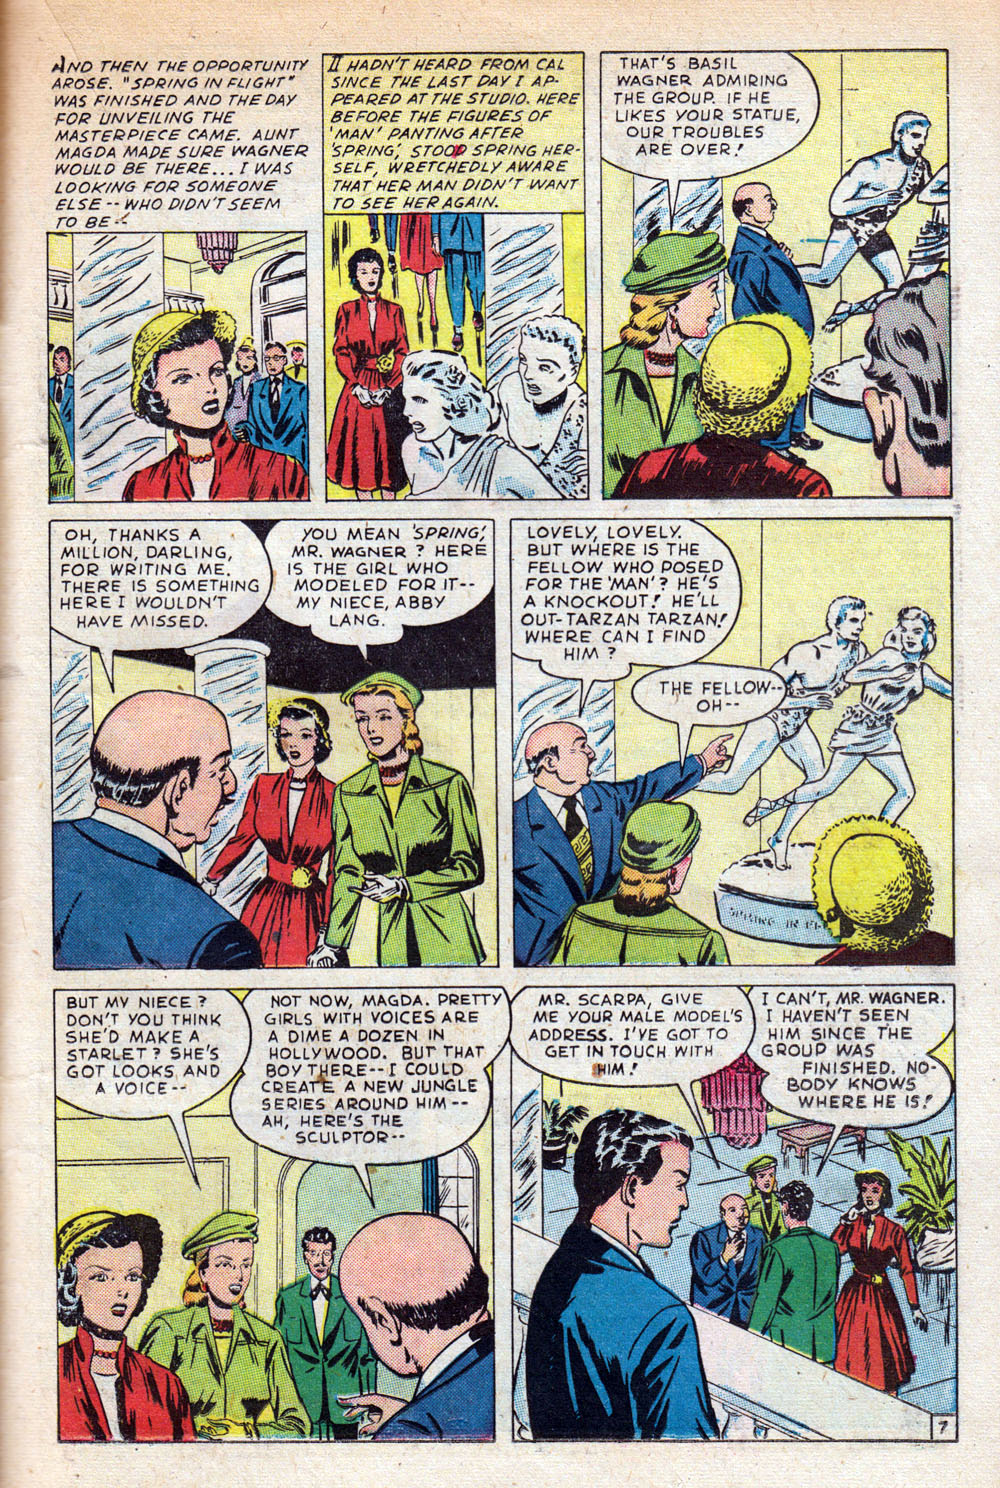 AND THEN THE OPPORTUNITY
AROSE. "SPRING IN FLIGHT"
WAS FINISHED AND THE DAY
FOR UNVEILING THE
MASTERPIECE CAME. AUNT
MAGDA MADE SURE WAGNER
WOULD BE THERE... I WAS
LOOKING FOR SOMEONE
ELSE -- WHO DIDN'T SEEM
TO BE --
I HADN'T HEARD FROM CAL
SINCE THE LAST DAY I AP-
PEARED AT THE STUDIO. HERE
BEFORE THE FIGURES OF
'MAN' PANTING AFTER
'SPRING', STOOD SPRING HER-
SELF, WRETCHEDLY AWARE
THAT HER MAN DIDN'T WANT
TO SEE HER AGAIN.
THAT'S BASIL
WAGNER ADMIRING
THE GROUP. IF HE
LIKES YOUR STATUE,
OUR TROUBLES
ARE OVER!
OH, THANKS A
MILLION, DARLING,
FOR WRITING ME.
THERE IS SOMETHING
HERE I WOULDN'T
HAVE MISSED.
YOU MEAN 'SPRING',
MR. WAGNER? HERE
IS THE GIRL WHO
MODELED FOR IT--
MY NIECE, ABBY
LANG.
LOVELY, LOVELY.
BUT WHERE IS THE
FELLOW WHO POSED
FOR THE 'MAN'? HE'S
A KNOCKOUT! HE'LL
OUT-TARZAN TARZAN!
WHERE CAN I FIND
HIM?
THE FELLOW--
OH--
SPRING IN FL
BUT MY NIECE?
DON'T YOU THINK
SHE'D MAKE A
STARLET? SHE'S
GOT LOOKS AND
A VOICE--
NOT NOW, MAGDA. PRETTY
GIRLS WITH VOICES ARE
A DIME A DOZEN IN
HOLLYWOOD. BUT THAT
BOY THERE-- I COULD
CREATE A NEW JUNGLE
SERIES AROUND HIM--
AH, HERE'S THE
SCULPTOR--
MR. SCARPA, GIVE
ME YOUR MALE MODEL'S
ADDRESS. I'VE GOT TO
GET IN TOUCH WITH
HIM!
I CAN'T, MR. WAGNER.
I HAVEN'T SEEN
HIM SINCE THE
GROUP WAS
FINISHED. NO-
BODY KNOWS
WHERE HE IS!
7